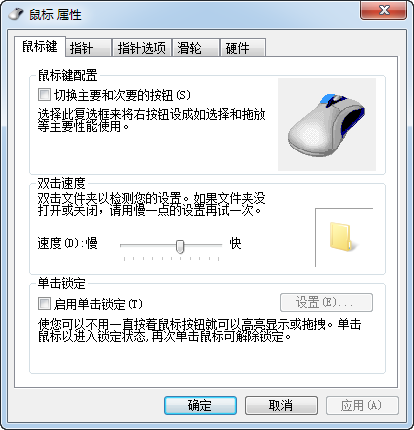 鼠标 属性
鼠标键 指针 指针选项 滑轮 硬件
鼠标键配置
切换主要和次要的按钮(S)
选择此复选框来将右按钮设成如选择和拖放
等主要性能使用。
双击速度
双击文件夹以检测您的设置。如果文件夹没
打开或关闭，请用慢一点的设置再试一次。
速度(D):慢 快
单击锁定
启用单击锁定(T) 设置(E)...
使您可以不用一直按着鼠标按钮就可以高亮显示或拖拽。单击
鼠标以进入锁定状态,再次单击鼠标可解除锁定。
确定 取消 应用(A)